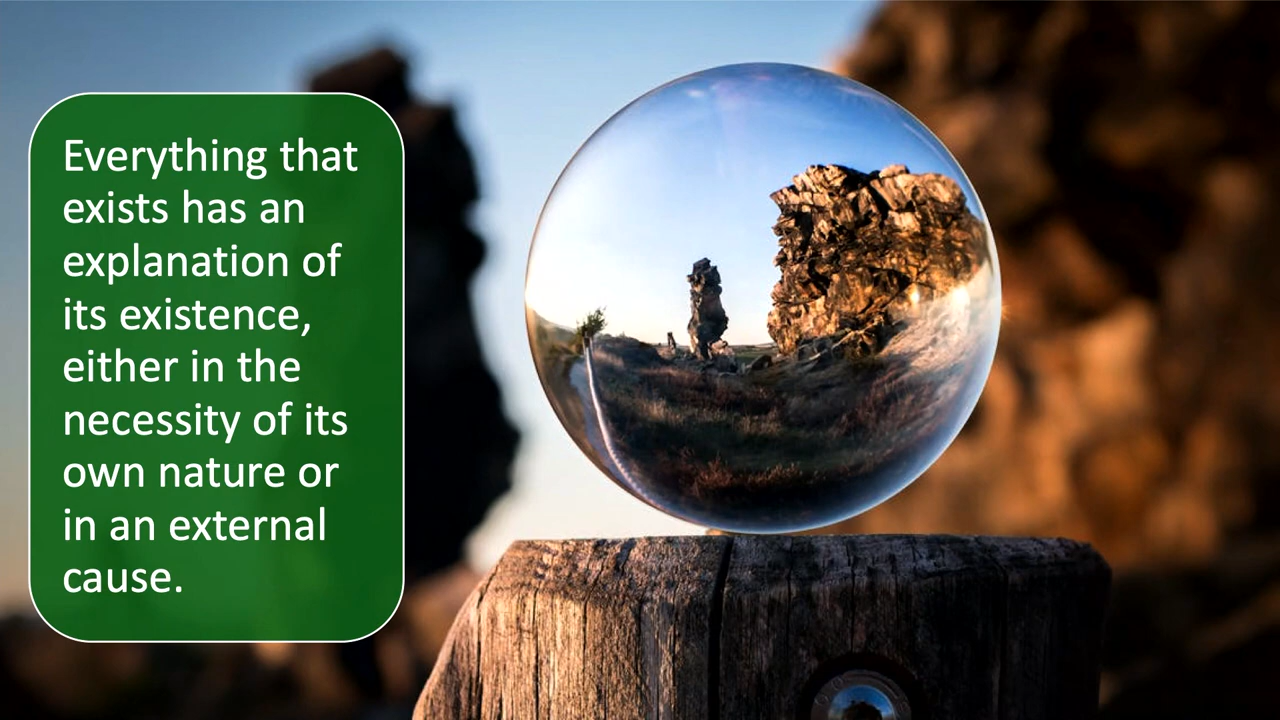 Everything that
exists has an
explanation of
its existence,
either in the
necessity of its
own nature or
in an external
cause.